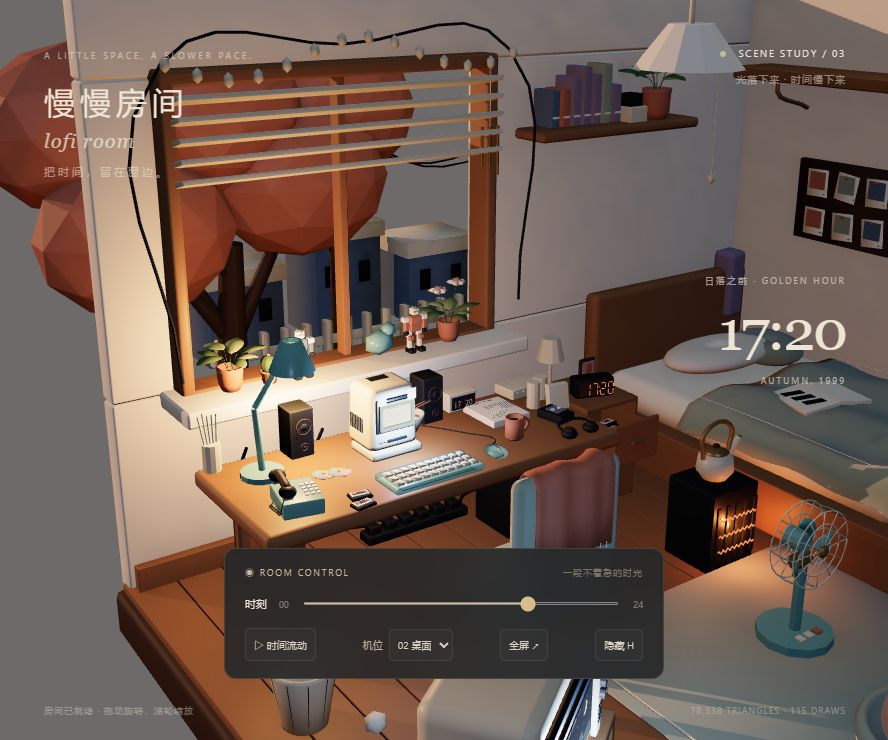 A LITTLE SPACE, A SLOWER PACE.
慢慢房间
lofi room
把时间，留在窗边。
SCENE STUDY / 03
光落下来 · 时间慢下来
日落之前 · GOLDEN HOUR
17:20
AUTUMN, 1999
17 20
17:20
ROOM CONTROL
一段不着急的时光
时刻 00 24
▷ 时间流动
机位 02 桌面
全屏 ↗
隐藏 H
房间已就绪 · 拖动旋转，滚轮缩放
78,338 TRIANGLES · 115 DRAWS